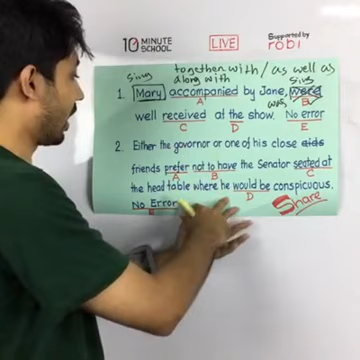 10 MINUTE
SCHOOL
LIVE
Supported by
robi
together with / as well as
Sing along with Sing
1. Mary accompanied by Jane, were
A was, B
well received at the show. No error
C D E
2. Either the governor or one of his close aids
friends prefer not to have the Senator seated at
A B C
the head table where he would be conspicuous.
D
No Error
E
Share